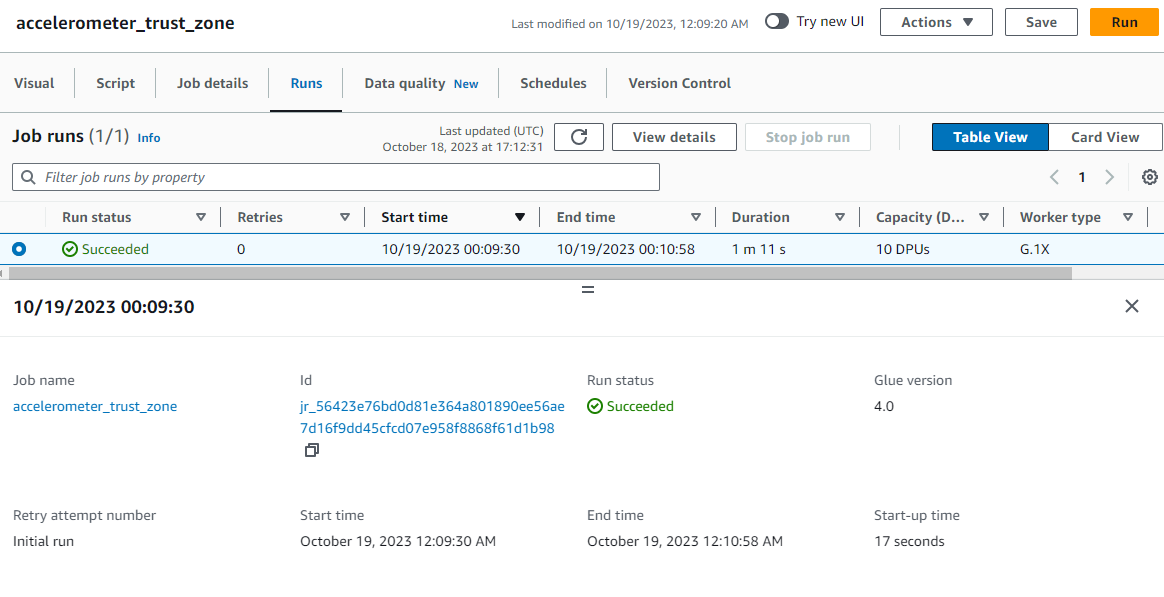 accelerometer_trust_zone
Last modified on 10/19/2023, 12:09:20 AM
Try new UI
Actions
Save
Run
Visual
Script
Job details
Runs
Data quality New
Schedules
Version Control
Job runs (1/1) Info
Last updated (UTC)
October 18, 2023 at 17:12:31
View details
Stop job run
Table View
Card View
Filter job runs by property
1
Run status
Retries
Start time
End time
Duration
Capacity (D...
Worker type
Succeeded
0
10/19/2023 00:09:30
10/19/2023 00:10:58
1 m 11 s
10 DPUs
G.1X
10/19/2023 00:09:30
Job name
accelerometer_trust_zone
Id
jr_56423e76bd0d81e364a801890ee56ae
7d16f9dd45cfcd07e958f8868f61d1b98
Run status
Succeeded
Glue version
4.0
Retry attempt number
Initial run
Start time
October 19, 2023 12:09:30 AM
End time
October 19, 2023 12:10:58 AM
Start-up time
17 seconds